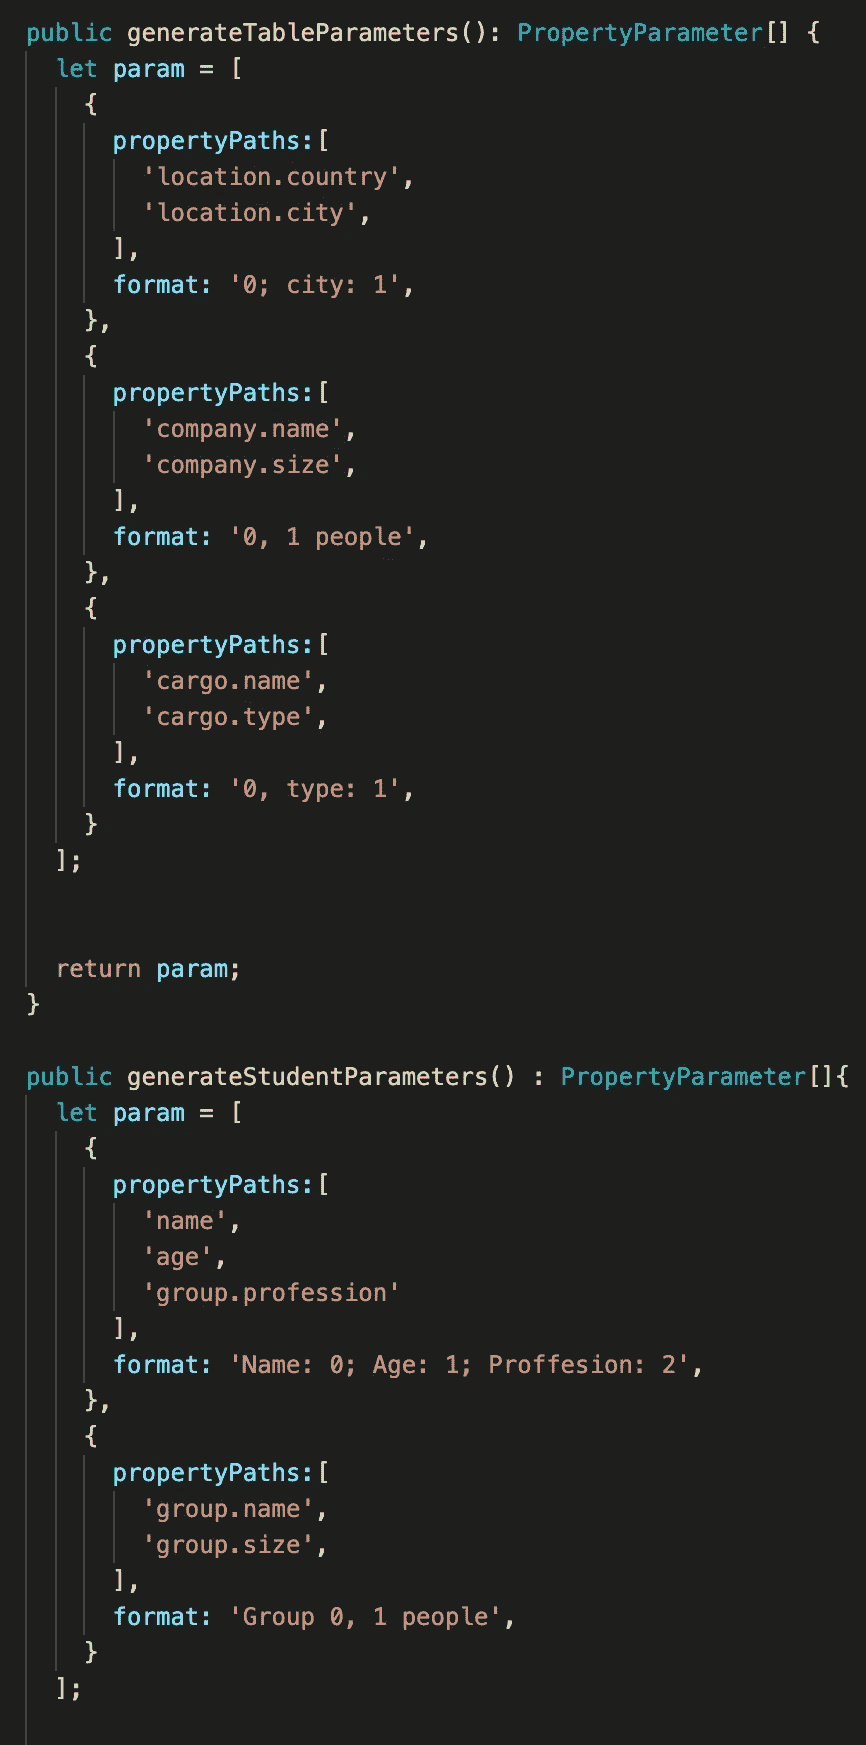 public generateTableParameters(): PropertyParameter[] {
let param = [
{
propertyPaths:[
'location.country',
'location.city',
],
format: '0; city: 1',
},
{
propertyPaths:[
'company.name',
'company.size',
],
format: '0, 1 people',
},
{
propertyPaths:[
'cargo.name',
'cargo.type',
],
format: '0, type: 1',
}
];
return param;
}
public generateStudentParameters() : PropertyParameter[]{
let param = [
{
propertyPaths:[
'name',
'age',
'group.profession'
],
format: 'Name: 0; Age: 1; Proffesion: 2',
},
{
propertyPaths:[
'group.name',
'group.size',
],
format: 'Group 0, 1 people',
}
];